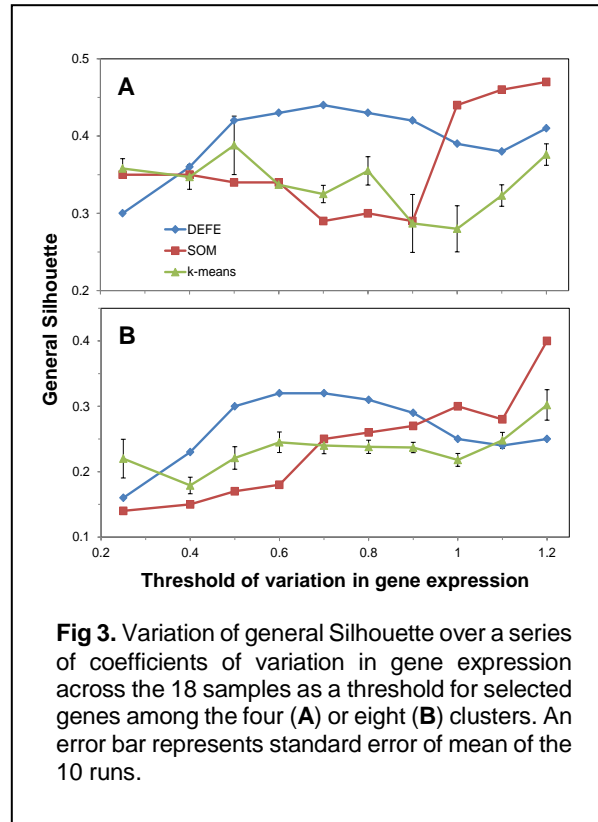 0.5
A
0.4
0.3
DEFE
SOM
k-means
0.2
General Silhouette
B
0.4
0.3
0.2
0.1
0.2 0.4 0.6 0.8 1 1.2
Threshold of variation in gene expression
Fig 3. Variation of general Silhouette over a series
of coefficients of variation in gene expression
across the 18 samples as a threshold for selected
genes among the four (A) or eight (B) clusters. An
error bar represents standard error of mean of the
10 runs.